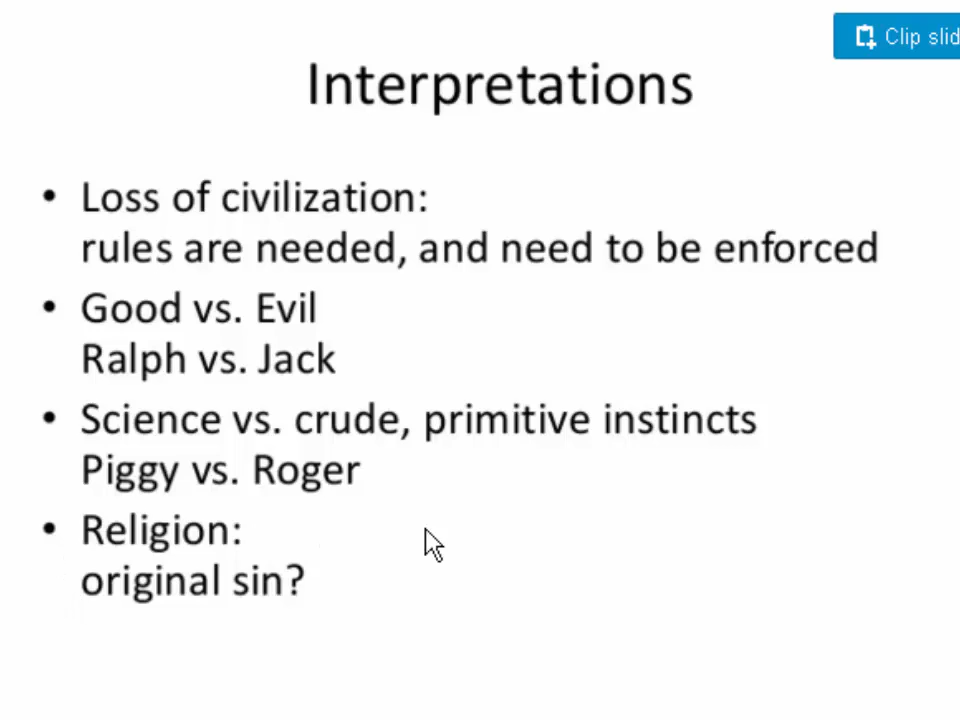 Clip slid
Interpretations
• Loss of civilization:
rules are needed, and need to be enforced
• Good vs. Evil
Ralph vs. Jack
• Science vs. crude, primitive instincts
Piggy vs. Roger
• Religion:
original sin?